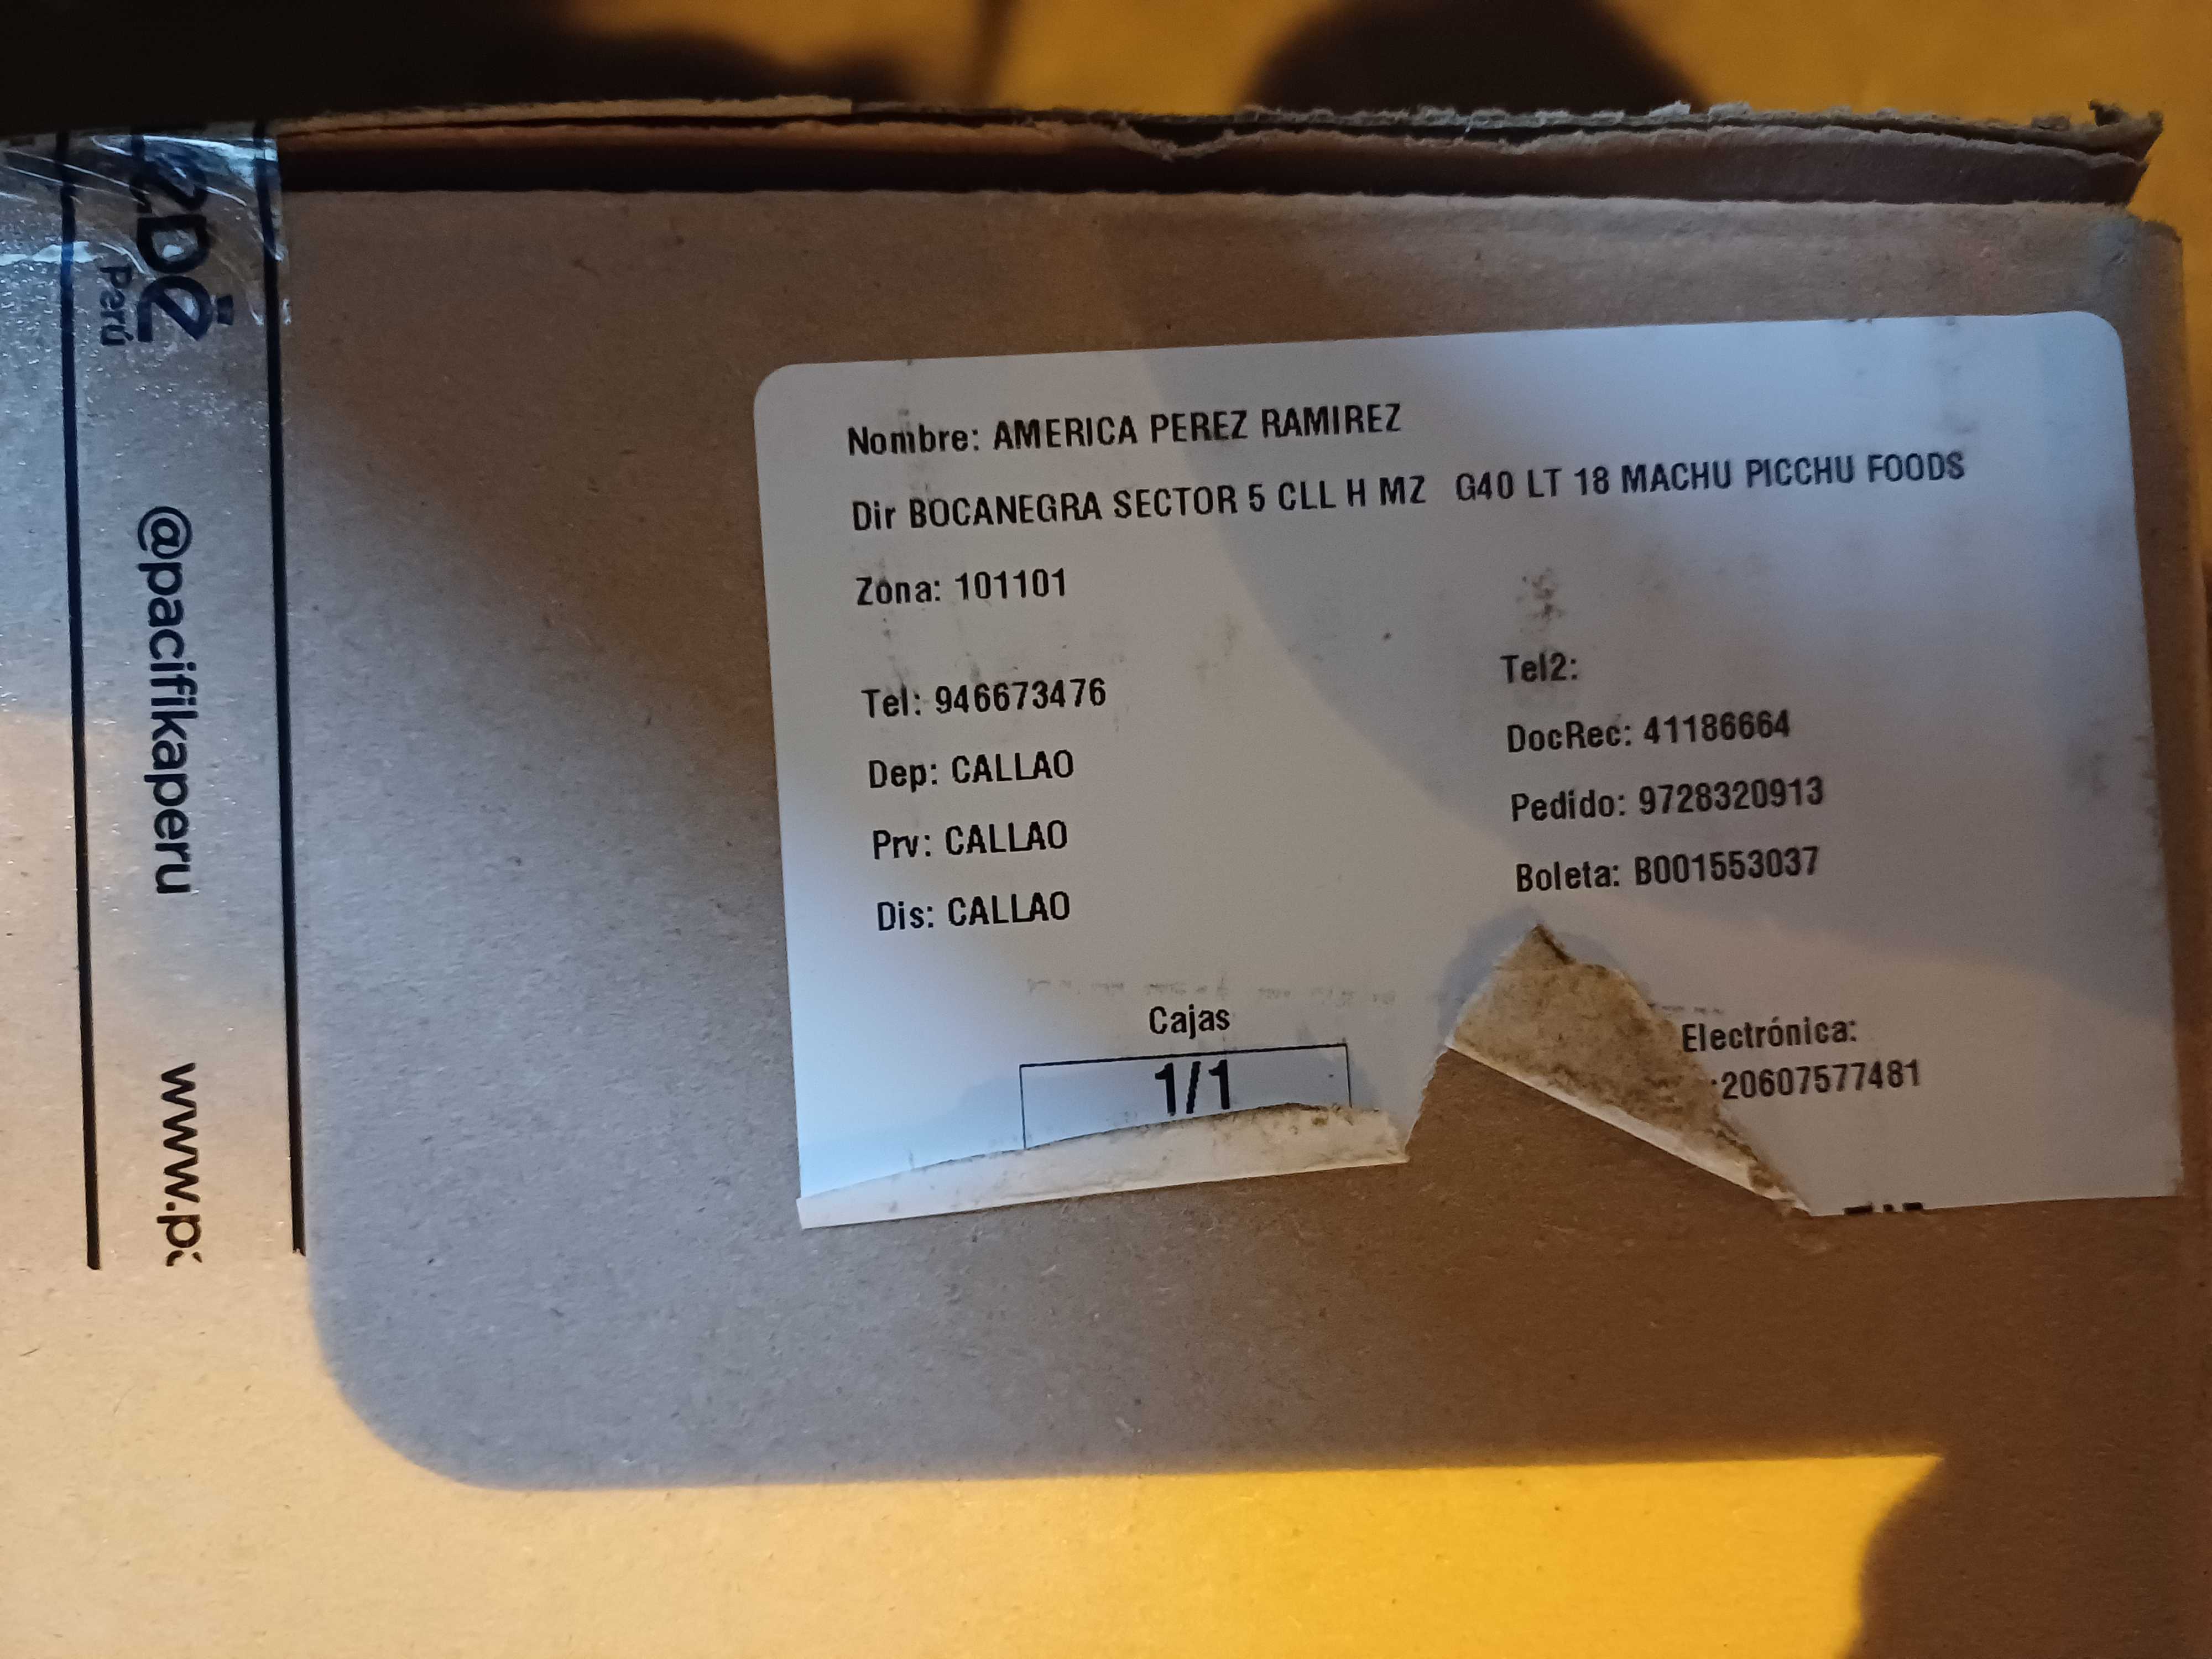 Nombre: AMERICA PEREZ RAMIREZ
Dir BOCANEGRA SECTOR 5 CLL H MZ G40 LT 18 MACHU PICCHU FOODS
Zona: 101101
Tel: 946673476
Dep: CALLAO
Prv: CALLAO
Dis: CALLAO
Tel2:
DocRec: 41186664
Pedido: 9728320913
Boleta: B001553037
Cajas
1/1
Electrónica:
:20607577481
Perú
@pacifikaperu